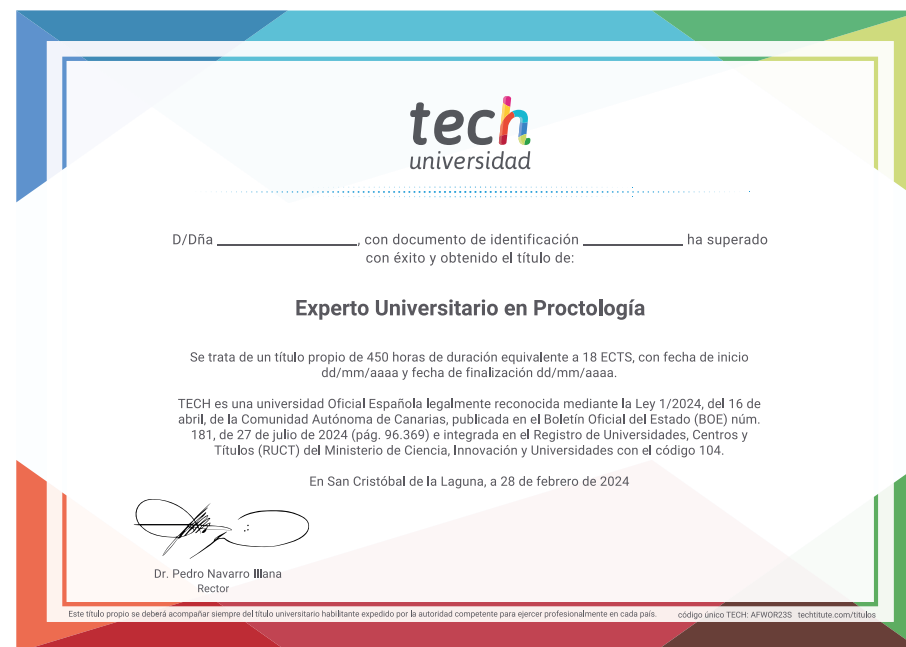 tech
universidad
D/Dña ____________________, con documento de identificación ______________ ha superado
con éxito y obtenido el título de:
Experto Universitario en Proctología
Se trata de un título propio de 450 horas de duración equivalente a 18 ECTS, con fecha de inicio
dd/mm/aaaa y fecha de finalización dd/mm/aaaa.
TECH es una universidad Oficial Española legalmente reconocida mediante la Ley 1/2024, del 16 de
abril, de la Comunidad Autónoma de Canarias, publicada en el Boletín Oficial del Estado (BOE) núm.
181, de 27 de julio de 2024 (pág. 96.369) e integrada en el Registro de Universidades, Centros y
Títulos (RUCT) del Ministerio de Ciencia, Innovación y Universidades con el código 104.
En San Cristóbal de la Laguna, a 28 de febrero de 2024
Dr. Pedro Navarro Illana
Rector
Este título propio se deberá acompañar siempre del título universitario habilitante expedido por la autoridad competente para ejercer profesionalmente en cada país. código único TECH: AFWOR23S techtitute.com/titulos